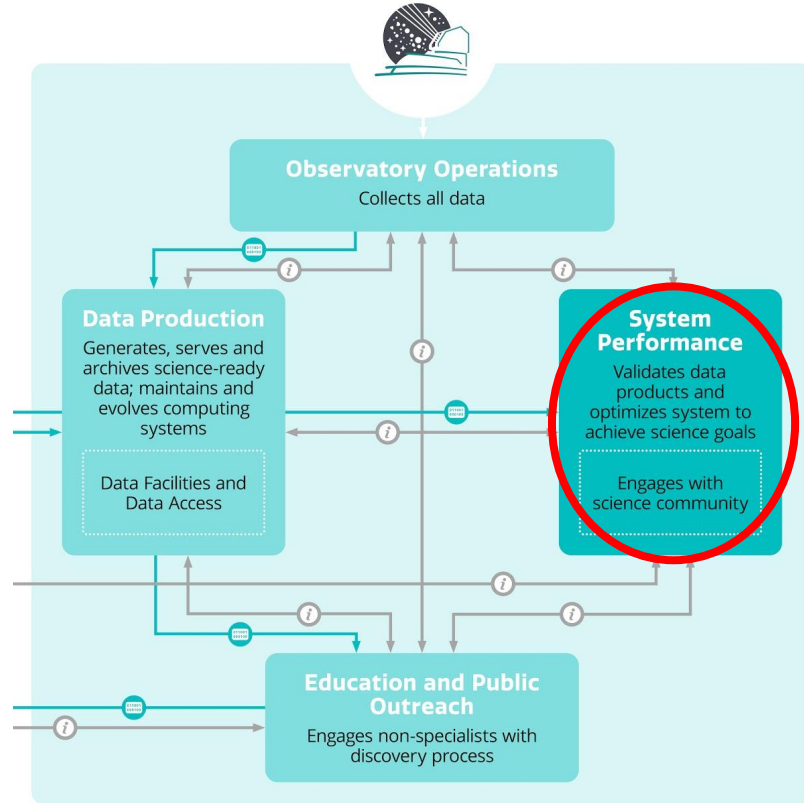 Observatory Operations
Collects all data
i
i
Data Production
Generates, serves and
archives science-ready
data; maintains and
evolves computing
systems
Data Facilities and
Data Access
i
System
Performance
Validates data
products and
optimizes system to
achieve science goals
Engages with
science community
i
i
i
i
Education and Public
Outreach
Engages non-specialists with
discovery process
i